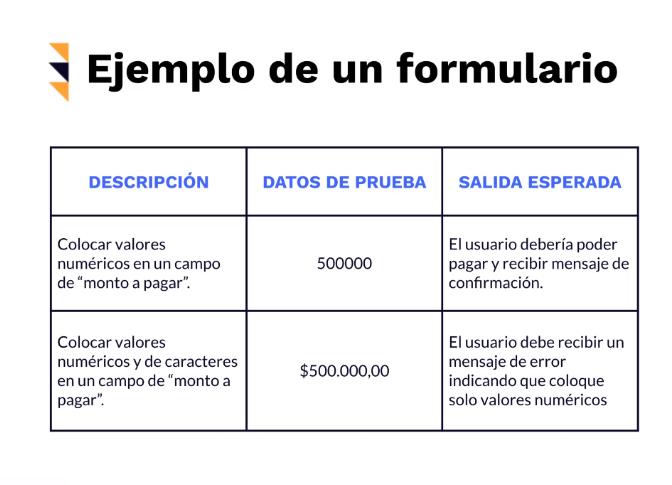 Ejemplo de un formulario
DESCRIPCIÓN
DATOS DE PRUEBA
SALIDA ESPERADA
Colocar valores
numéricos en un campo
de “monto a pagar”.
500000
El usuario debería poder
pagar y recibir mensaje de
confirmación.
Colocar valores
numéricos y de caracteres
en un campo de “monto a
pagar”.
$500.000,00
El usuario debe recibir un
mensaje de error
indicando que coloque
solo valores numéricos